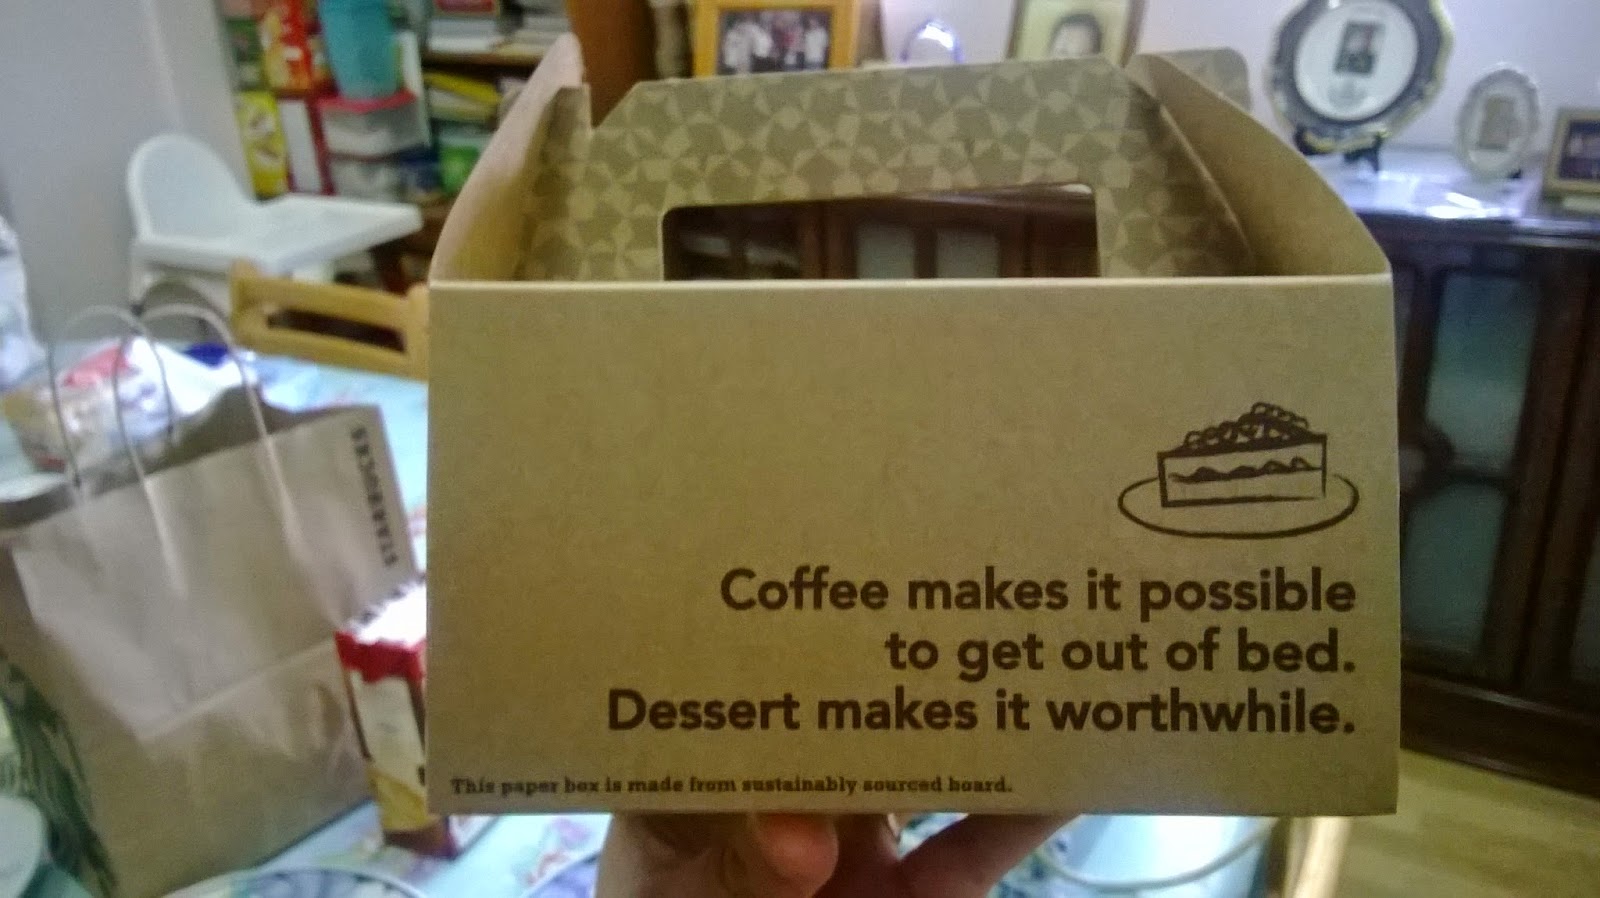 Coffee makes it possible
to get out of bed.
Dessert makes it worthwhile.
This paper box is made from sustainably sourced board.
STARBUCKS